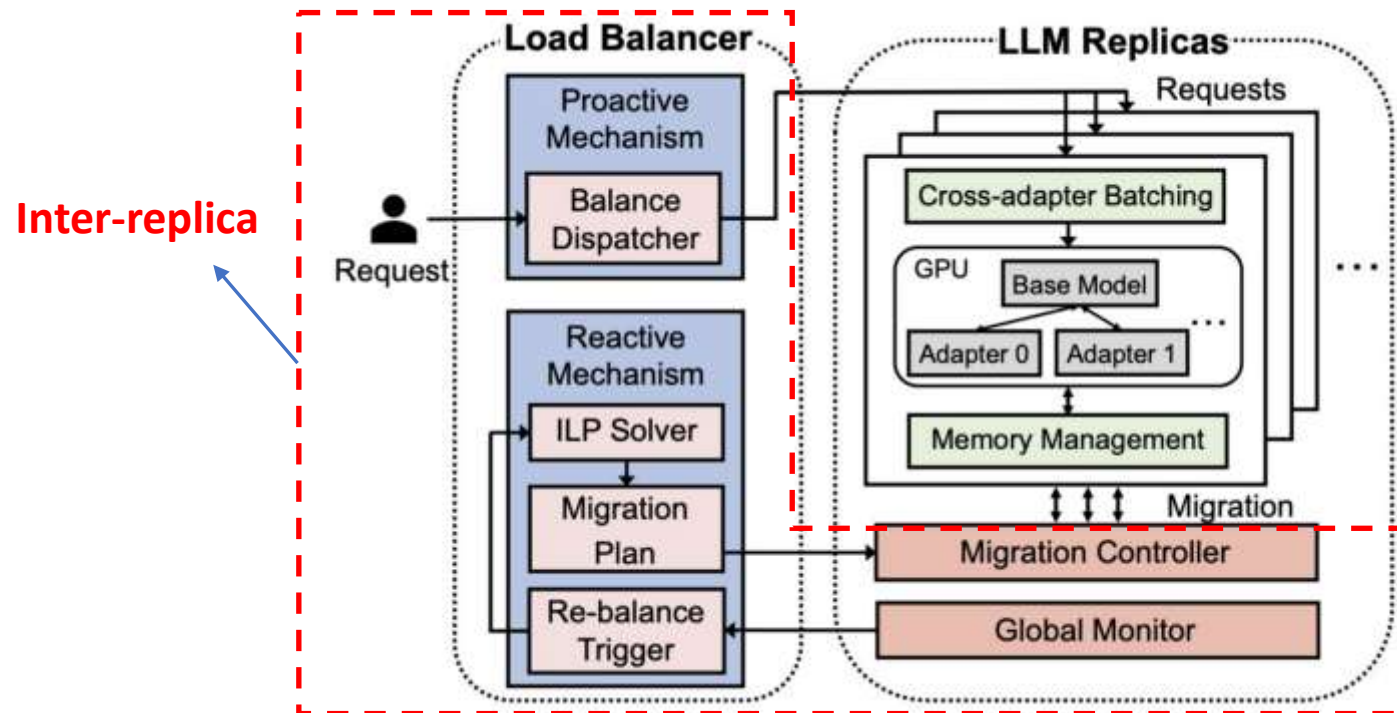 Inter-replica
Request
Load Balancer
Proactive
Mechanism
Balance
Dispatcher
Reactive
Mechanism
ILP Solver
Migration
Plan
Re-balance
Trigger
LLM Replicas
Requests
Cross-adapter Batching
GPU
Base Model
...
Adapter 0
Adapter 1
Memory Management
...
Migration
Migration Controller
Global Monitor